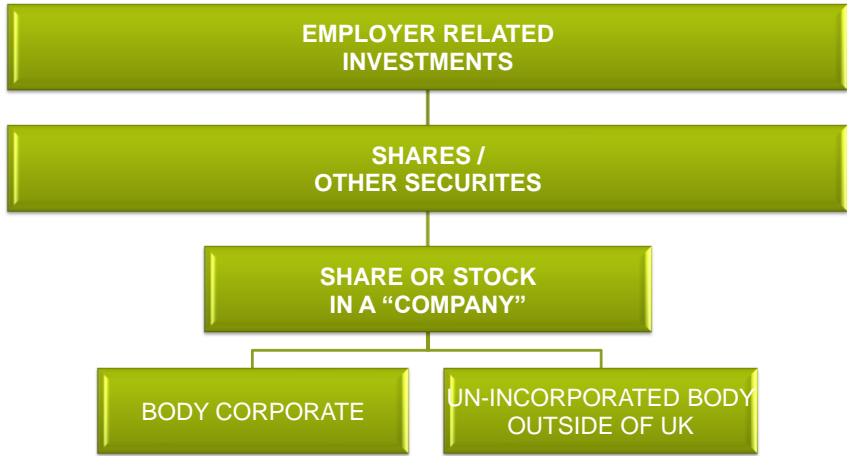 EMPLOYER RELATED
INVESTMENTS
SHARES /
OTHER SECURITES
SHARE OR STOCK
IN A “COMPANY”
BODY CORPORATE
UN-INCORPORATED BODY
OUTSIDE OF UK